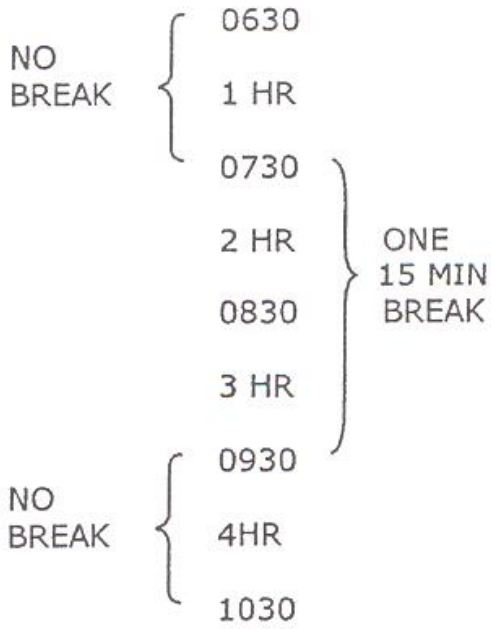 0630
NO
BREAK
1 HR
0730
2 HR
ONE
15 MIN
BREAK
0830
3 HR
0930
NO
BREAK
4HR
1030